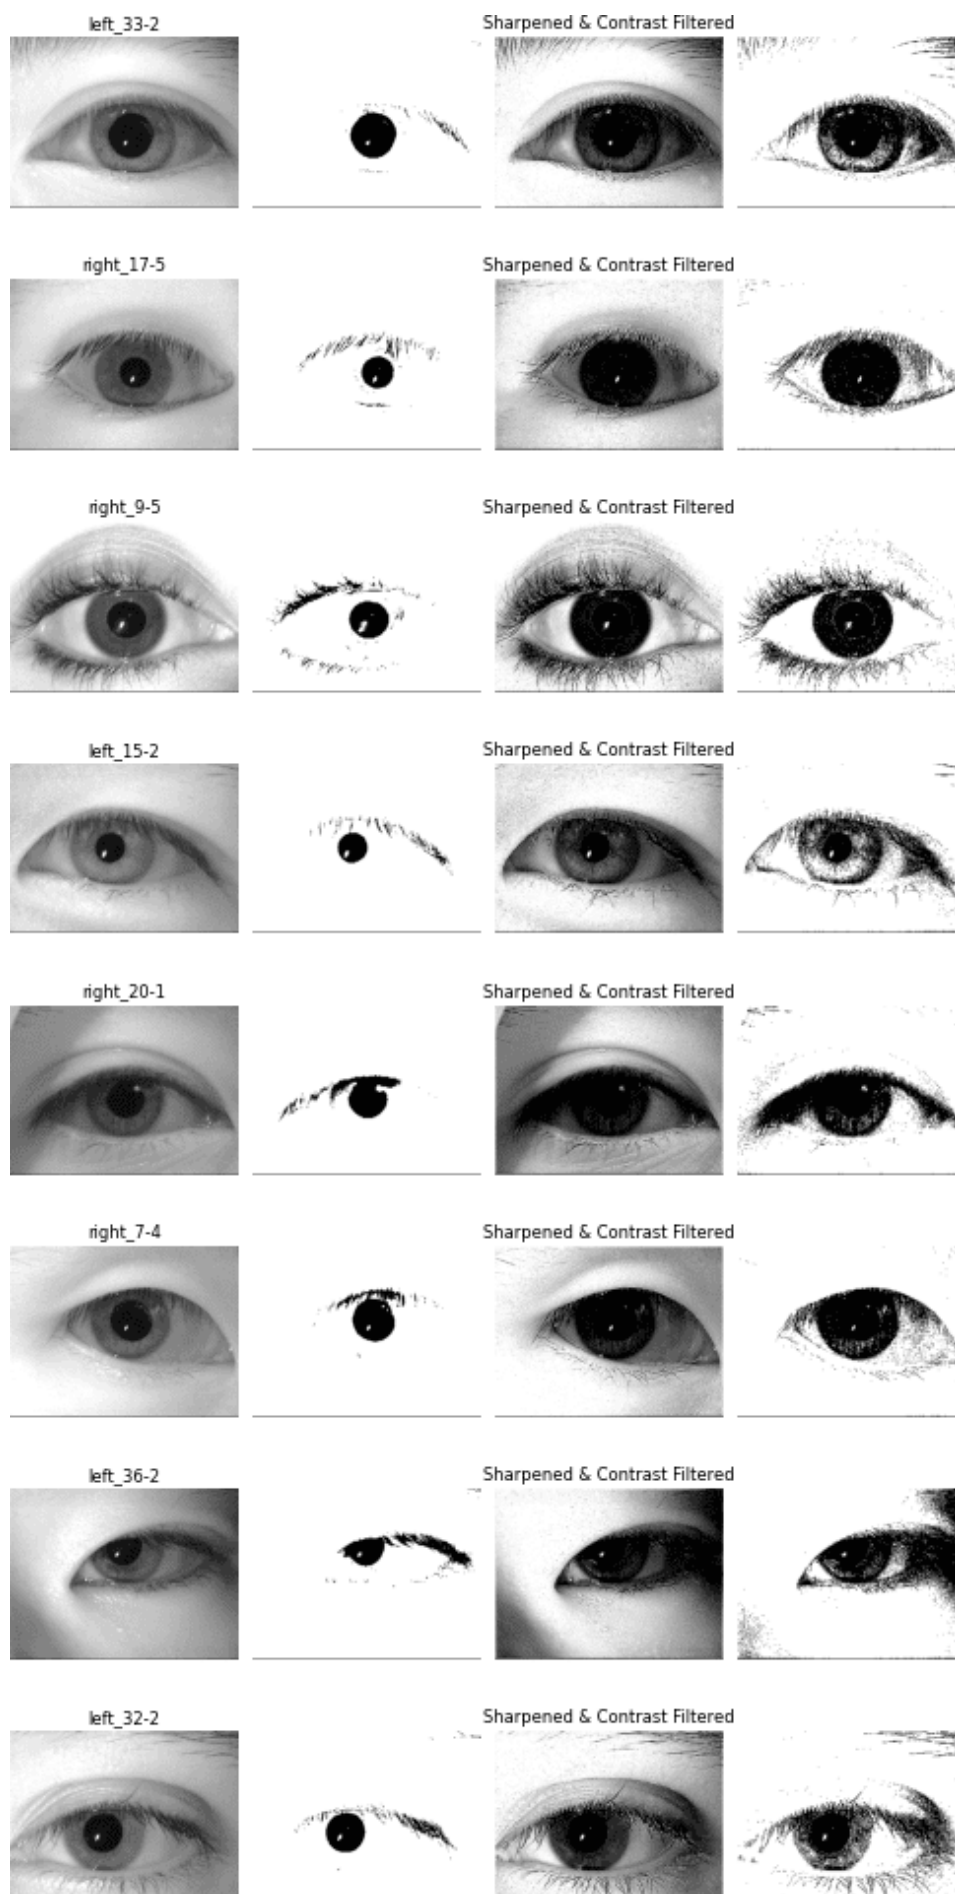 left_33-2
Sharpened & Contrast Filtered
right_17-5
Sharpened & Contrast Filtered
right_9-5
Sharpened & Contrast Filtered
left_15-2
Sharpened & Contrast Filtered
right_20-1
Sharpened & Contrast Filtered
right_7-4
Sharpened & Contrast Filtered
left_36-2
Sharpened & Contrast Filtered
left_32-2
Sharpened & Contrast Filtered